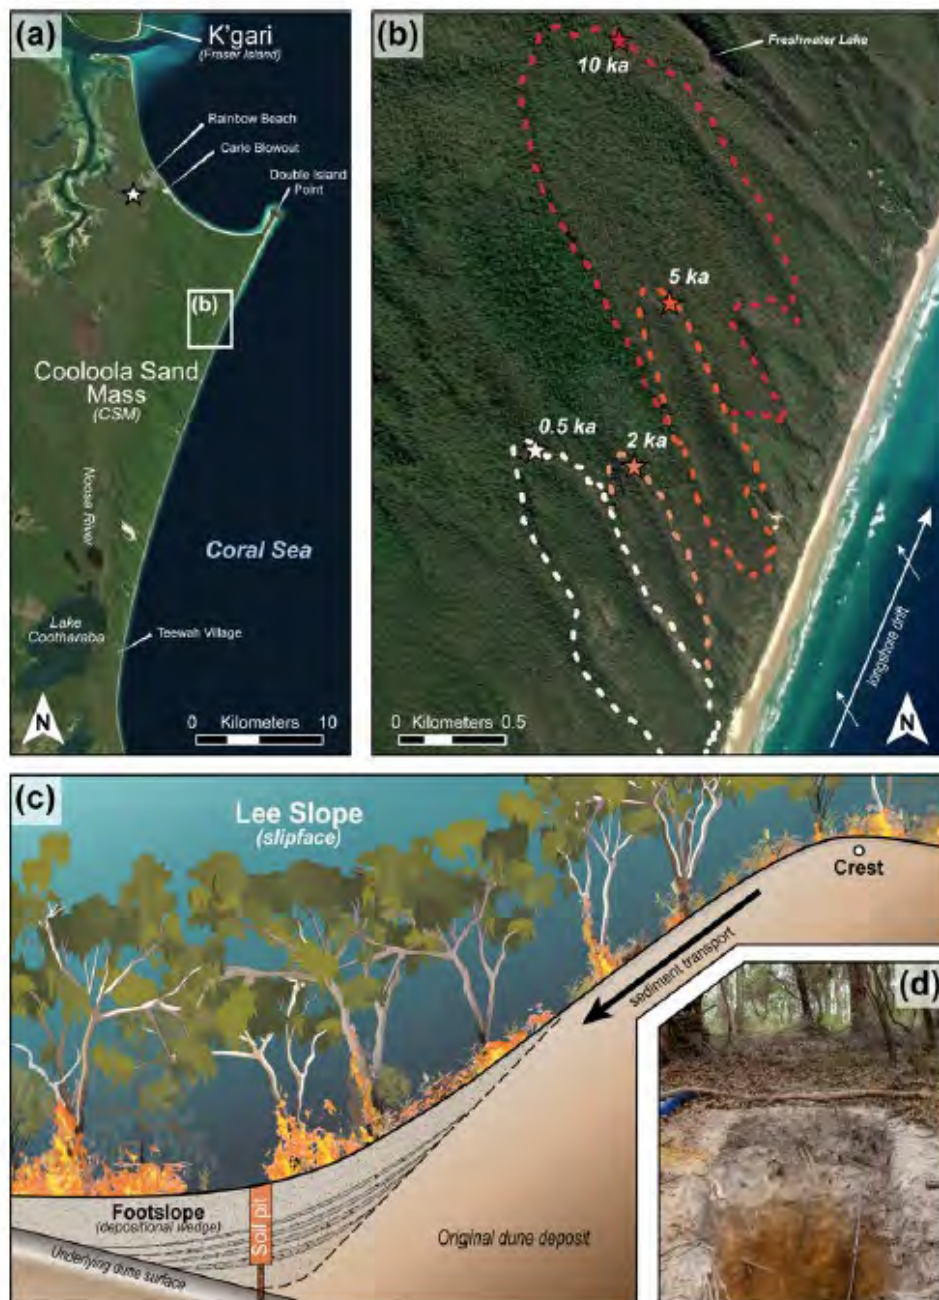 (a)
K'gari
(Fraser Island)
Rainbow Beach
Carlo Blowout
Double Island
Point
(b)
Cooloola Sand
Mass
(CSM)
Noosa River
Coral Sea
Lake
Cootharaba
Teewah Village
N
0 Kilometers 10
(b)
Freshwater Lake
10 ka
5 ka
0.5 ka
2 ka
longshore drift
0 Kilometers 0.5
N
(c)
Lee Slope
(slipface)
Crest
sediment transport
(d)
Footslope
(depositional wedge)
Soil pit
Original dune deposit
Underlying dune surface